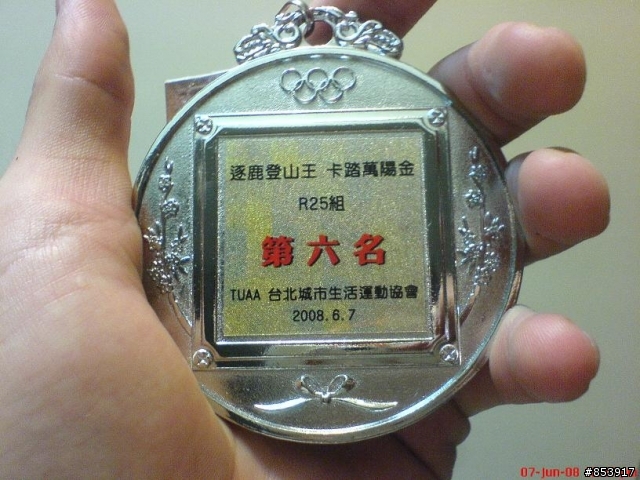 逐鹿登山王 卡踏萬陽金
R25組
第六名
TUAA 台北城市生活運動協會
2008.6.7
07-jun-08
#853917